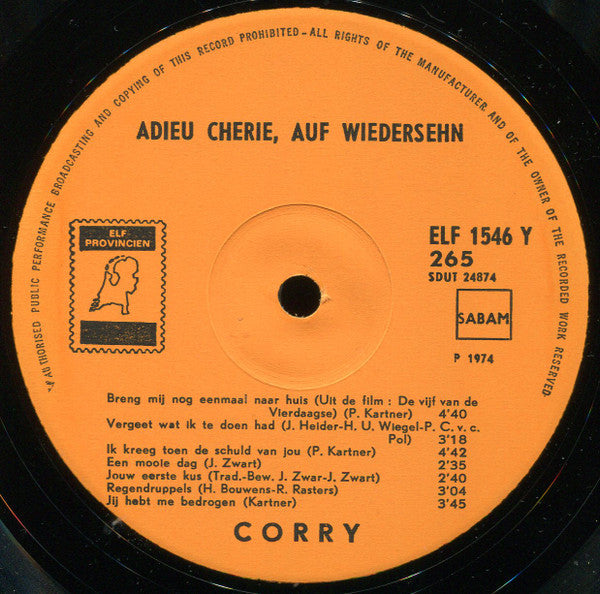 UNAUTHORISED PUBLIC PERFORMANCE BROADCASTING AND COPYING OF THIS RECORD PROHIBITED - ALL RIGHTS OF THE MANUFACTURER AND OF THE OWNER OF THE RECORDED WORK RESERVED
ADIEU CHERIE, AUF WIEDERSEHN
ELF
PROVINCIEN
ELF 1546 Y
265
SDUT 24874
SABAM
P 1974
Breng mij nog eenmaal naar huis (Uit de film : De vijf van de
Vierdaagse) (P. Kartner) 4'40
Vergeet wat ik te doen had (J. Heider-H. U. Wiegel-P. C. v. c.
Pol) 3'18
Ik kreeg toen de schuld van jou (P. Kartner) 4'42
Een mooie dag (J. Zwart) 2'35
Jouw eerste kus (Trad.-Bew. J. Zwar-J. Zwart) 2'40
Regendruppels (H. Bouwens-R. Rasters) 3'04
Jij hebt me bedrogen (Kartner) 3'45
CORRY